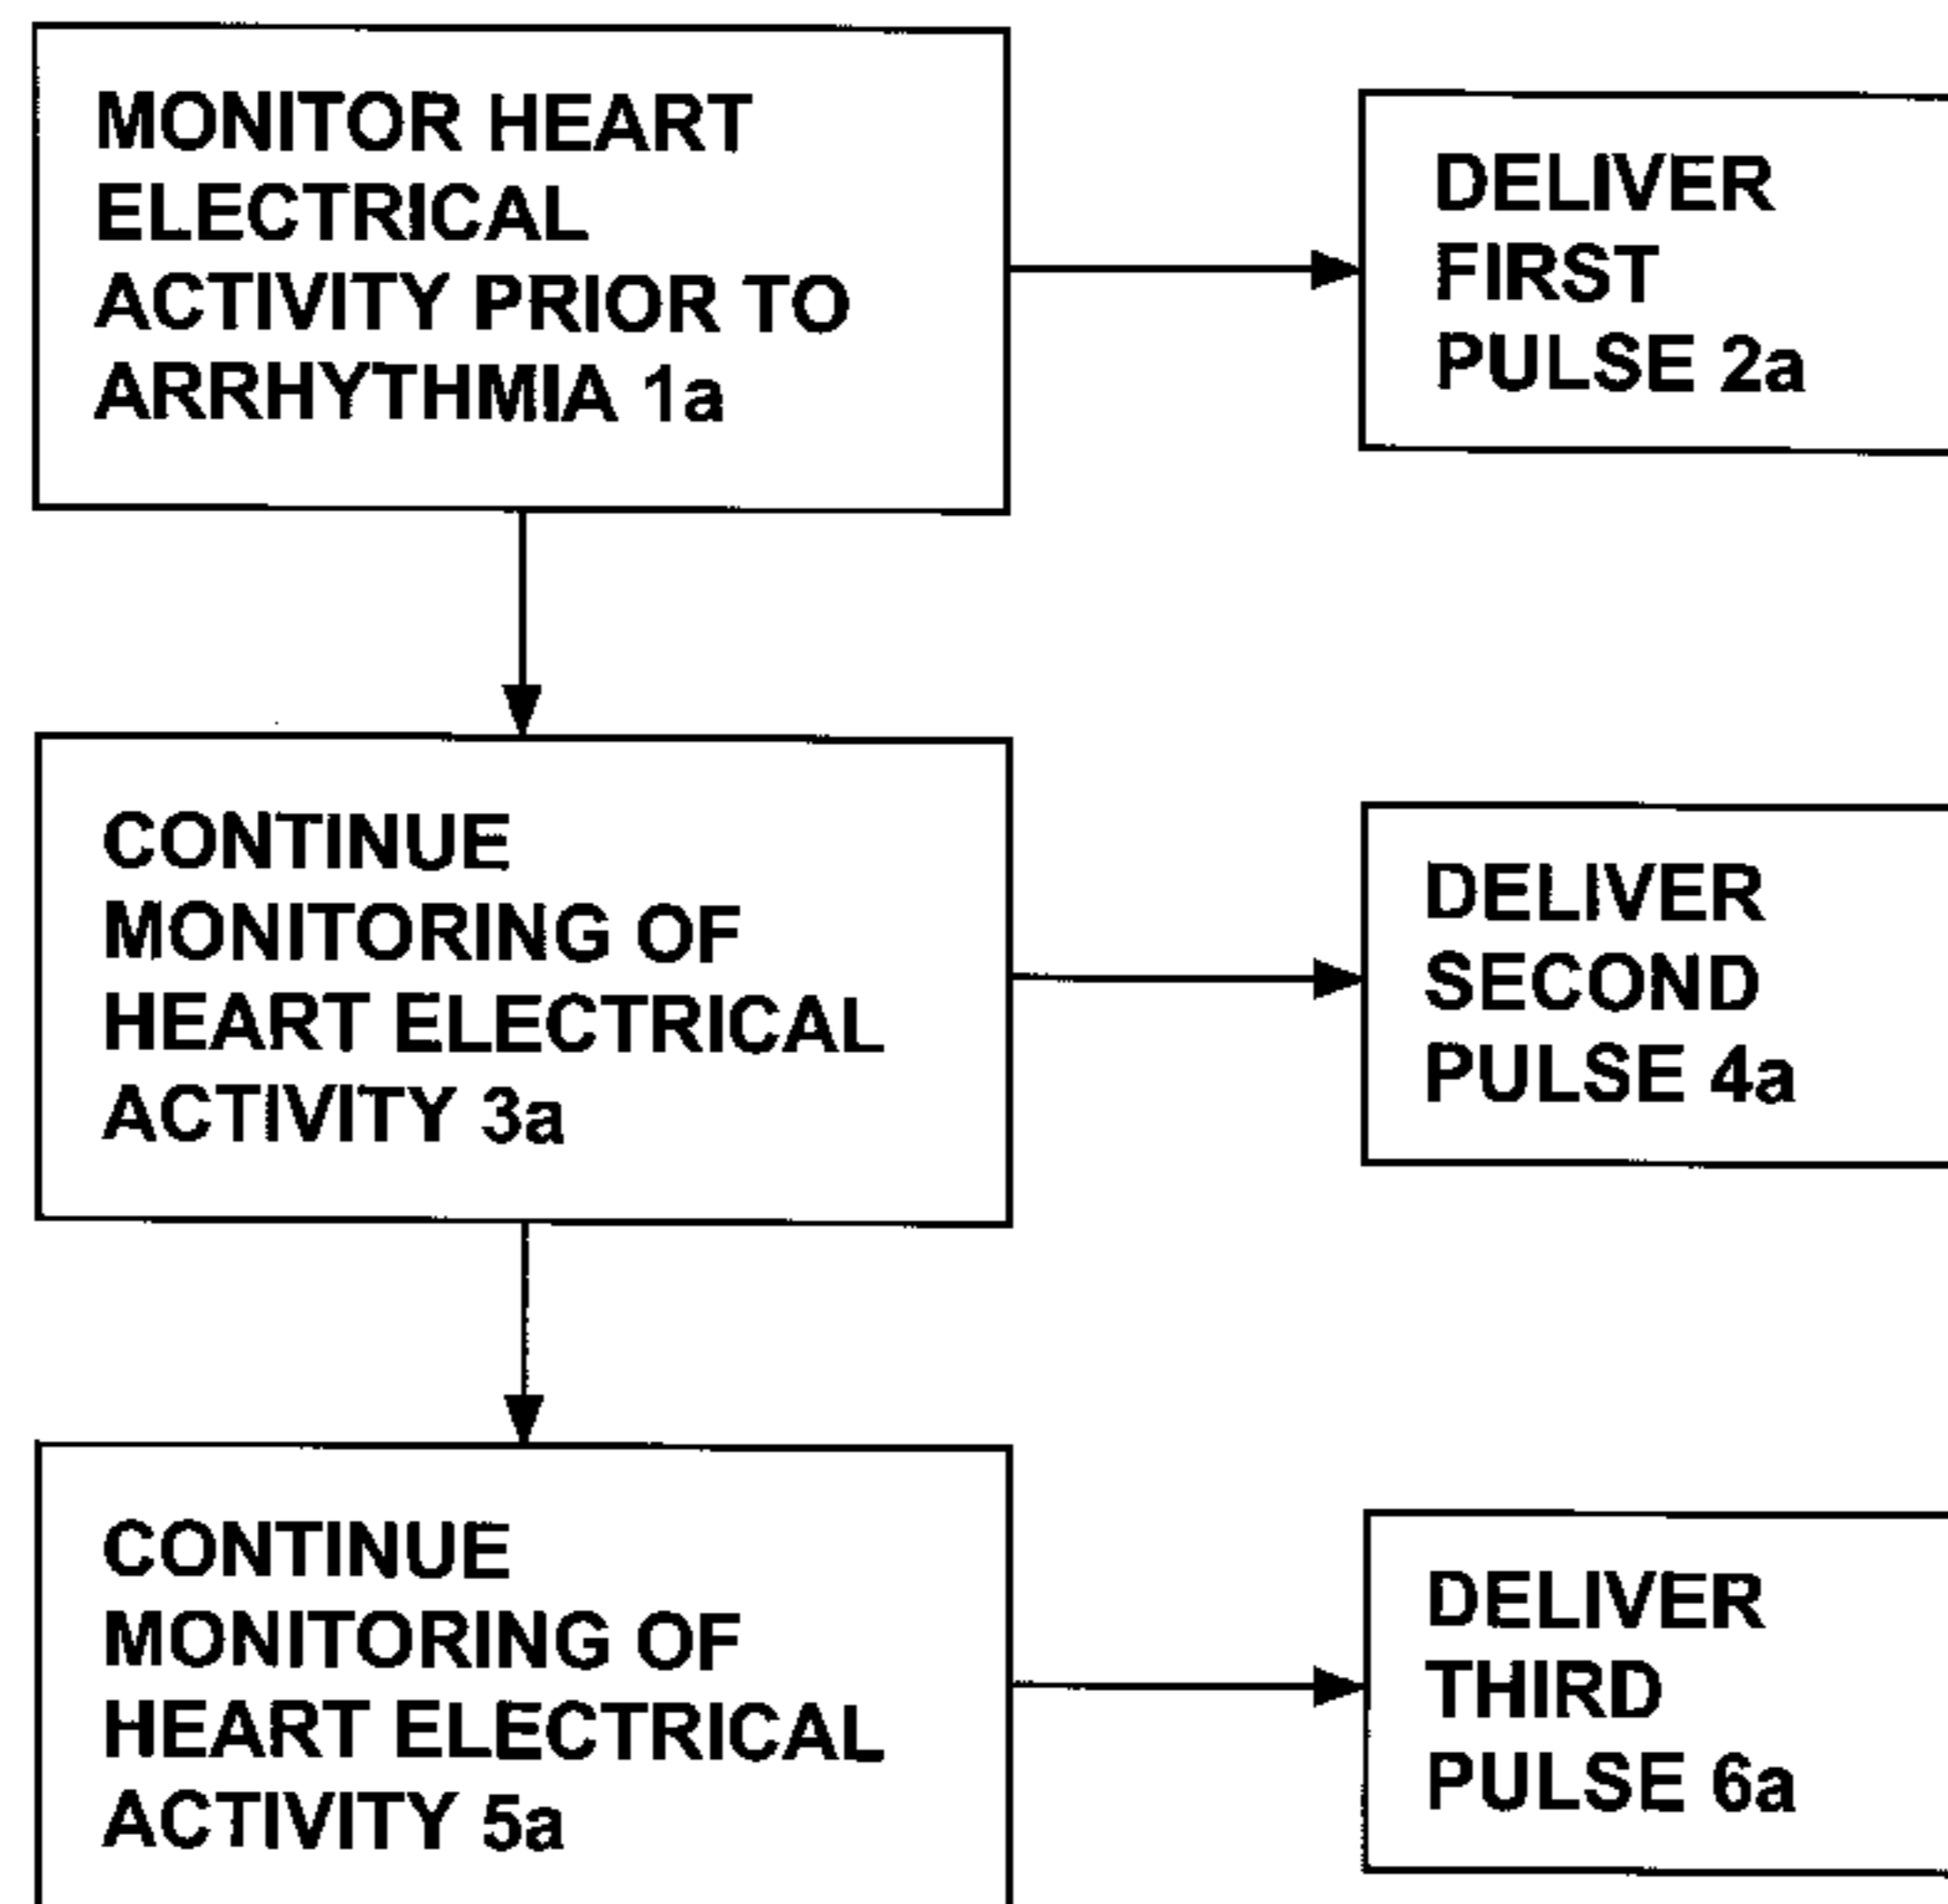 MONITOR HEART
ELECTRICAL
ACTIVITY PRIOR TO
ARRHYTHMIA 1a
DELIVER
FIRST
PULSE 2a
CONTINUE
MONITORING OF
HEART ELECTRICAL
ACTIVITY 3a
DELIVER
SECOND
PULSE 4a
CONTINUE
MONITORING OF
HEART ELECTRICAL
ACTIVITY 5a
DELIVER
THIRD
PULSE 6a